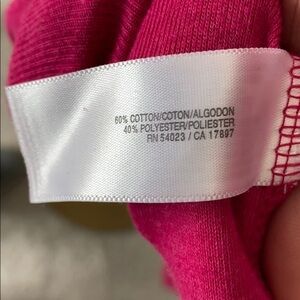 60% COTTON/COTON/ALGODON
40% POLYESTER/POLIESTER
RN 54023 / CA 17897